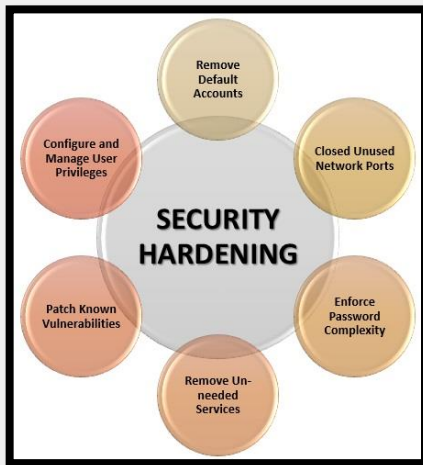 SECURITY
HARDENING
Remove
Default
Accounts
Closed Unused
Network Ports
Enforce
Password
Complexity
Remove Un-
needed
Services
Patch Known
Vulnerabilities
Configure and
Manage User
Privileges